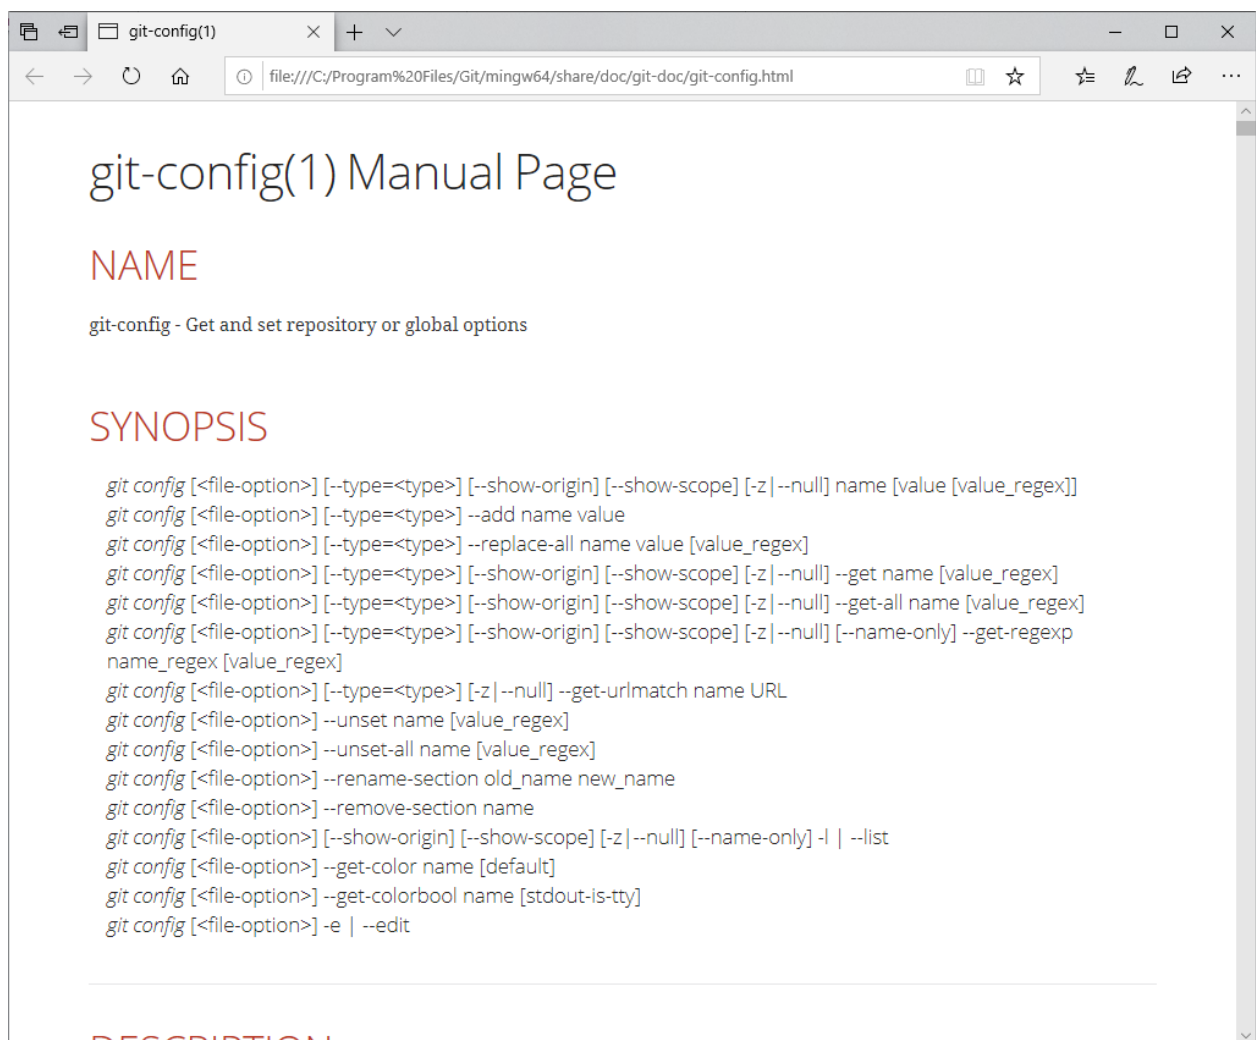 git-config(1)
file:///C:/Program%20Files/Git/mingw64/share/doc/git-doc/git-config.html
git-config(1) Manual Page
NAME
git-config - Get and set repository or global options
SYNOPSIS
git config [<file-option>] [--type=<type>] [--show-origin] [--show-scope] [-z|--null] name [value [value_regex]]
git config [<file-option>] [--type=<type>] --add name value
git config [<file-option>] [--type=<type>] --replace-all name value [value_regex]
git config [<file-option>] [--type=<type>] [--show-origin] [--show-scope] [-z|--null] --get name [value_regex]
git config [<file-option>] [--type=<type>] [--show-origin] [--show-scope] [-z|--null] --get-all name [value_regex]
git config [<file-option>] [--type=<type>] [--show-origin] [--show-scope] [-z|--null] [--name-only] --get-regexp
name_regex [value_regex]
git config [<file-option>] [--type=<type>] [-z|--null] --get-urlmatch name URL
git config [<file-option>] --unset name [value_regex]
git config [<file-option>] --unset-all name [value_regex]
git config [<file-option>] --rename-section old_name new_name
git config [<file-option>] --remove-section name
git config [<file-option>] [--show-origin] [--show-scope] [-z|--null] [--name-only] -l | --list
git config [<file-option>] --get-color name [default]
git config [<file-option>] --get-colorbool name [stdout-is-tty]
git config [<file-option>] -e | --edit
DESCRIPTION